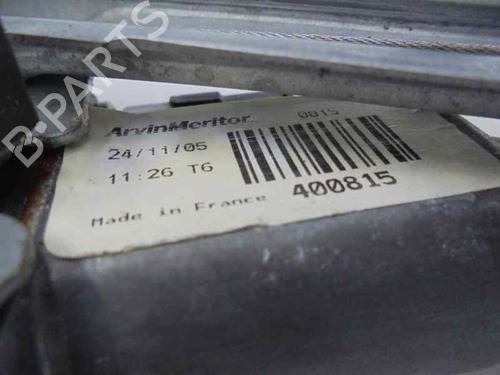 B-PARTS
ArvinMeritor 0815
24/11/05
11:26 T6
400815
Made in France